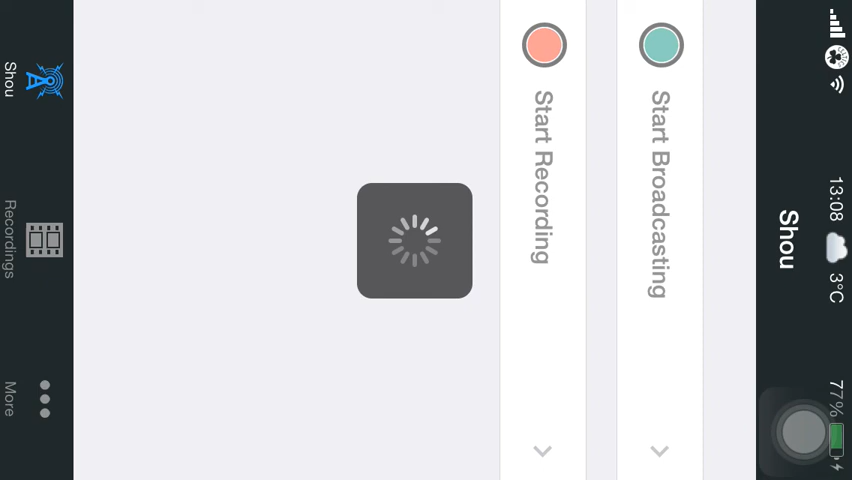 13:08
3°C
77%
Shou
Start Broadcasting
Start Recording
Shou
Recordings
More